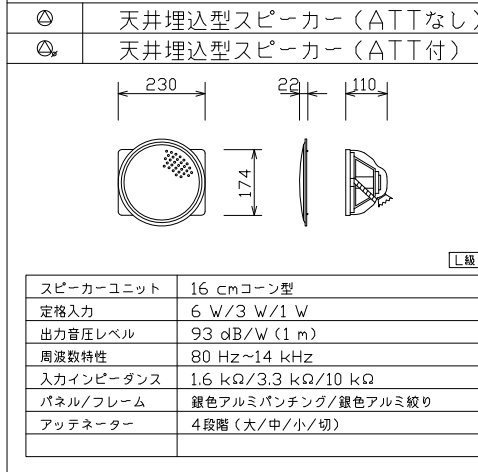 天井埋込型スピーカー（ATTなし）
天井埋込型スピーカー（ATT付）
230 22 110
174
L級
スピーカーユニット 16 cmコーン型
定格入力 6 W/3 W/1 W
出力音圧レベル 93 dB/W（1 m）
周波数特性 80 Hz~14 kHz
入力インピーダンス 1.6 kΩ/3.3 kΩ/10 kΩ
パネル/フレーム 銀色アルミパンチング/銀色アルミ絞り
アッテネーター 4段階（大/中/小/切）